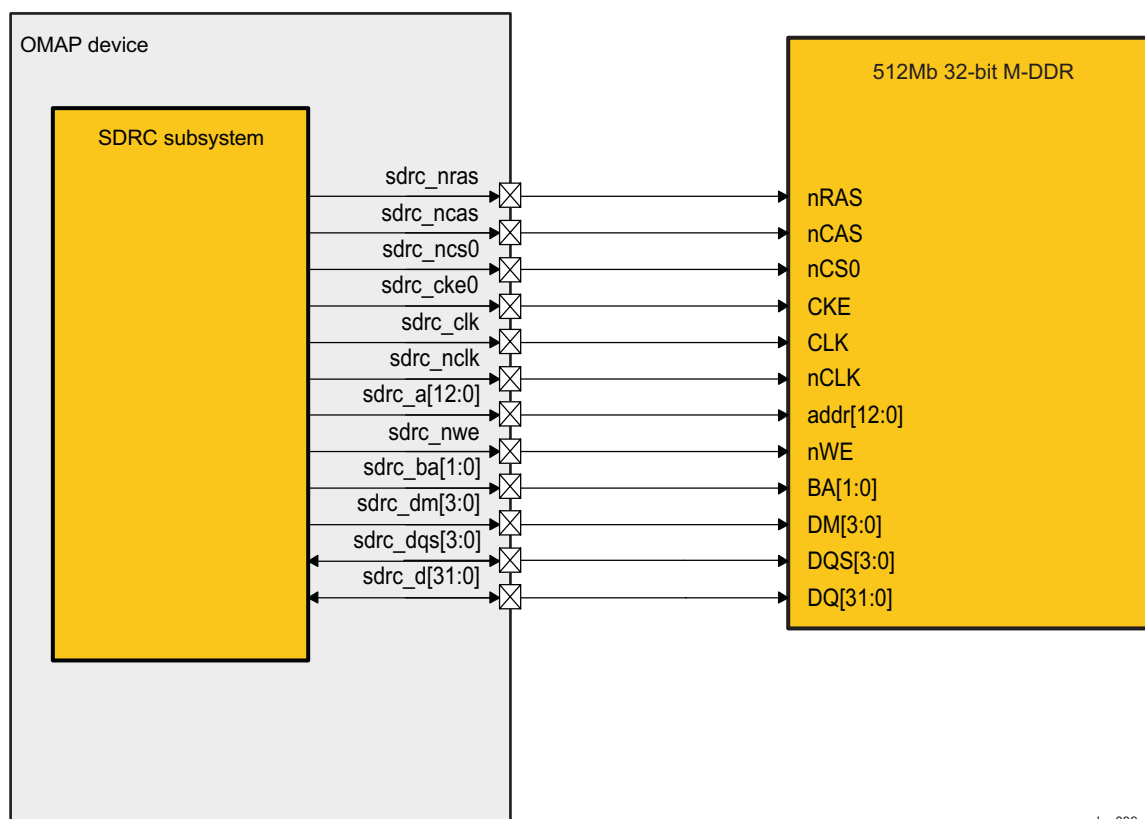 OMAP device
SDRC subsystem
sdrc_nras
sdrc_ncas
sdrc_ncs0
sdrc_cke0
sdrc_clk
sdrc_nclk
sdrc_a[12:0]
sdrc_nwe
sdrc_ba[1:0]
sdrc_dm[3:0]
sdrc_dqs[3:0]
sdrc_d[31:0]
512Mb 32-bit M-DDR
nRAS
nCAS
nCS0
CKE
CLK
nCLK
addr[12:0]
nWE
BA[1:0]
DM[3:0]
DQS[3:0]
DQ[31:0]